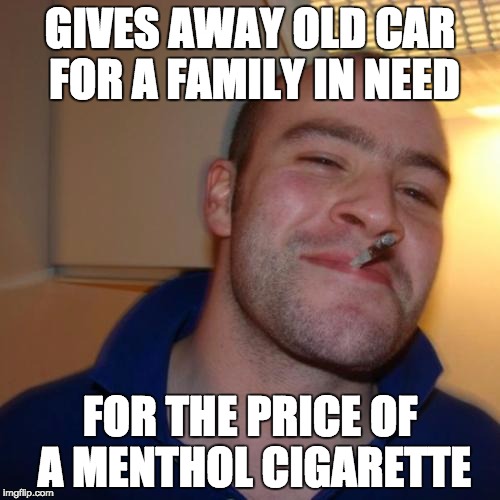 GIVES AWAY OLD CAR
FOR A FAMILY IN NEED
FOR THE PRICE OF
A MENTHOL CIGARETTE
imgflip.com